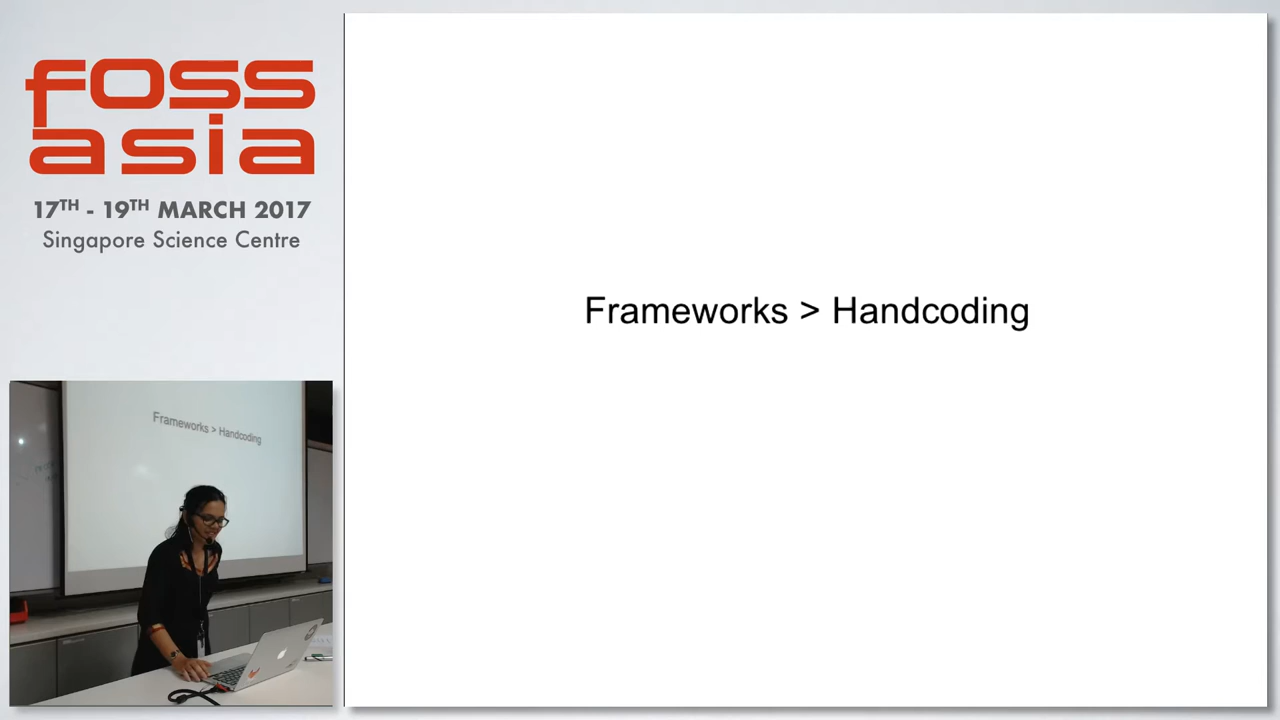 foss
asia
17TH - 19TH MARCH 2017
Singapore Science Centre
Frameworks > Handcoding
Frameworks > Handcoding